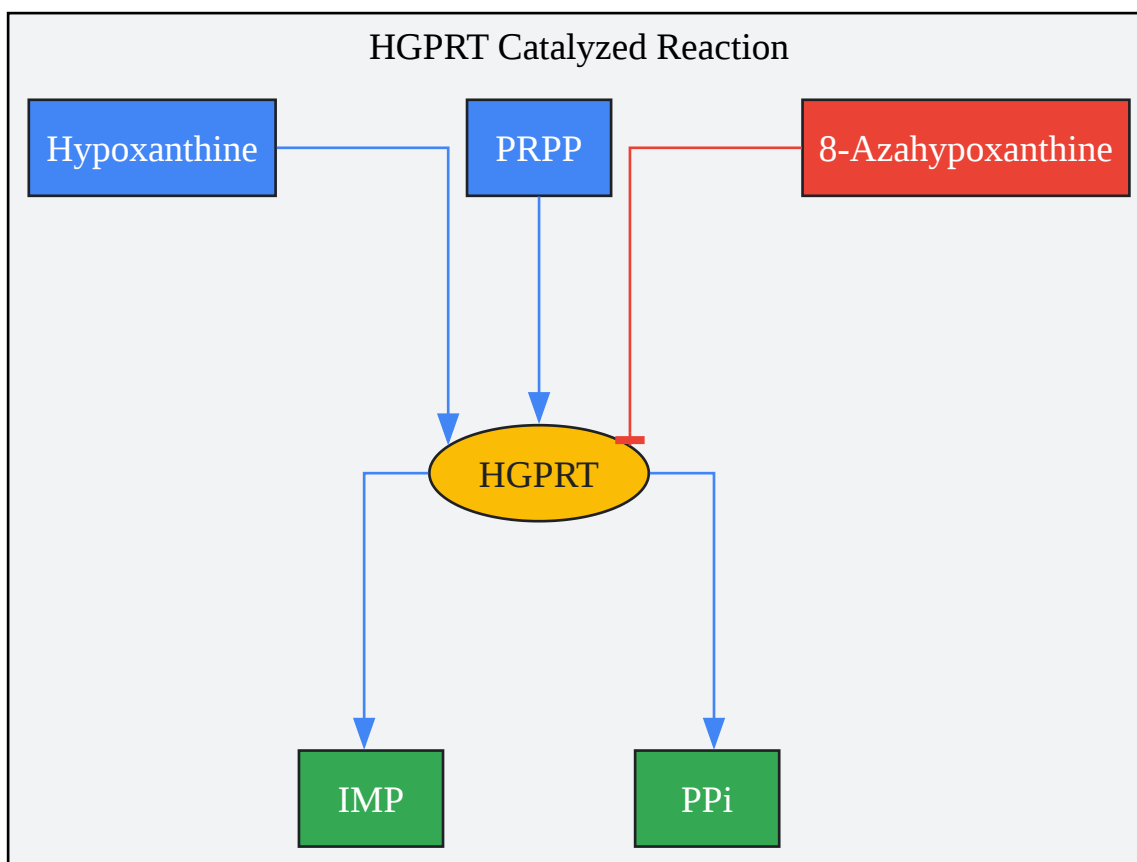 HGPRT Catalyzed Reaction
Hypoxanthine
PRPP
8-Azahypoxanthine
HGPRT
IMP
PPi